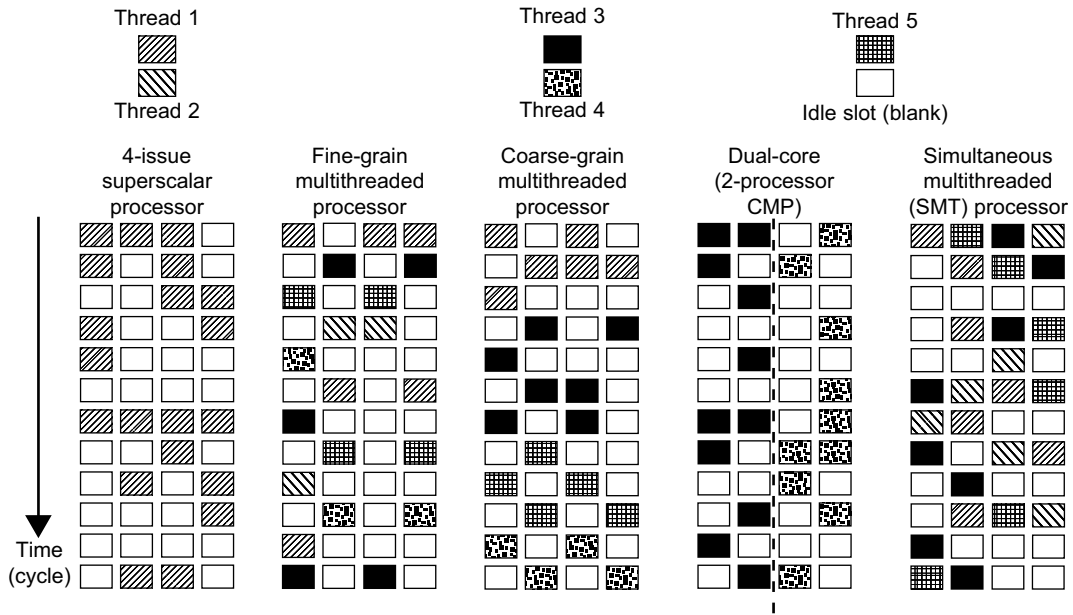 Thread 1
Thread 3
Thread 5
Thread 2
Thread 4
Idle slot (blank)
4-issue
superscalar
processor
Fine-grain
multithreaded
processor
Coarse-grain
multithreaded
processor
Dual-core
(2-processor
CMP)
Simultaneous
multithreaded
(SMT) processor
Time
(cycle)